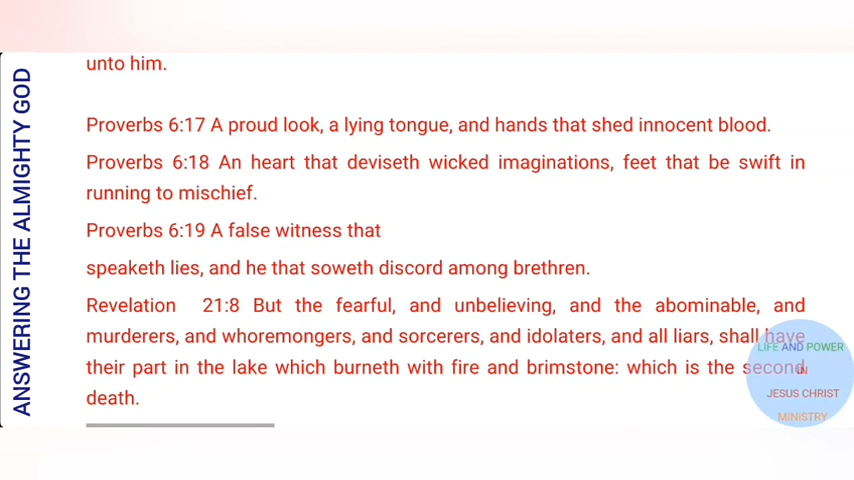 ANSWERING THE ALMIGHTY GOD
unto him.
Proverbs 6:17 A proud look, a lying tongue, and hands that shed innocent blood.
Proverbs 6:18 An heart that deviseth wicked imaginations, feet that be swift in
running to mischief.
Proverbs 6:19 A false witness that
speaketh lies, and he that soweth discord among brethren.
Revelation 21:8 But the fearful, and unbelieving, and the abominable, and
murderers, and whoremongers, and sorcerers, and idolaters, and all liars, shall have
their part in the lake which burneth with fire and brimstone: which is the second
death.
LIFE AND POWER
IN
JESUS CHRIST
MINISTRY